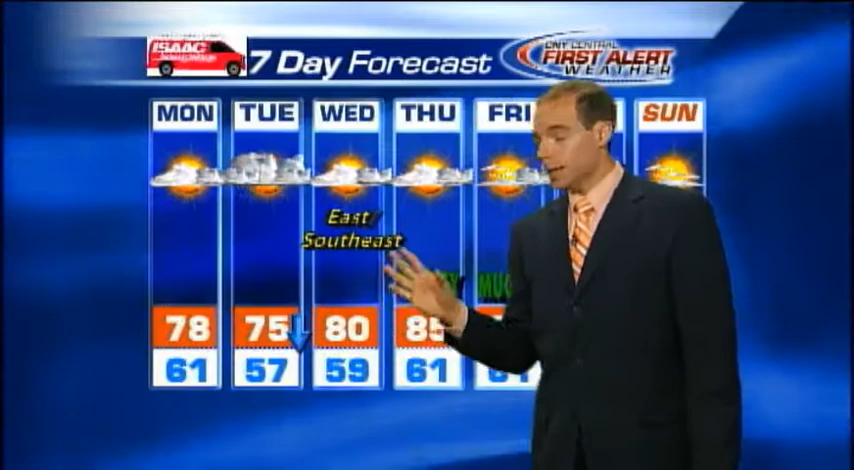 ISAAC
7 Day Forecast
CNY CENTRAL
FIRST ALERT
WEATHER
MON TUE WED THU FRI SUN
East/
Southeast
MUC
78 75 80 85
61 57 59 61